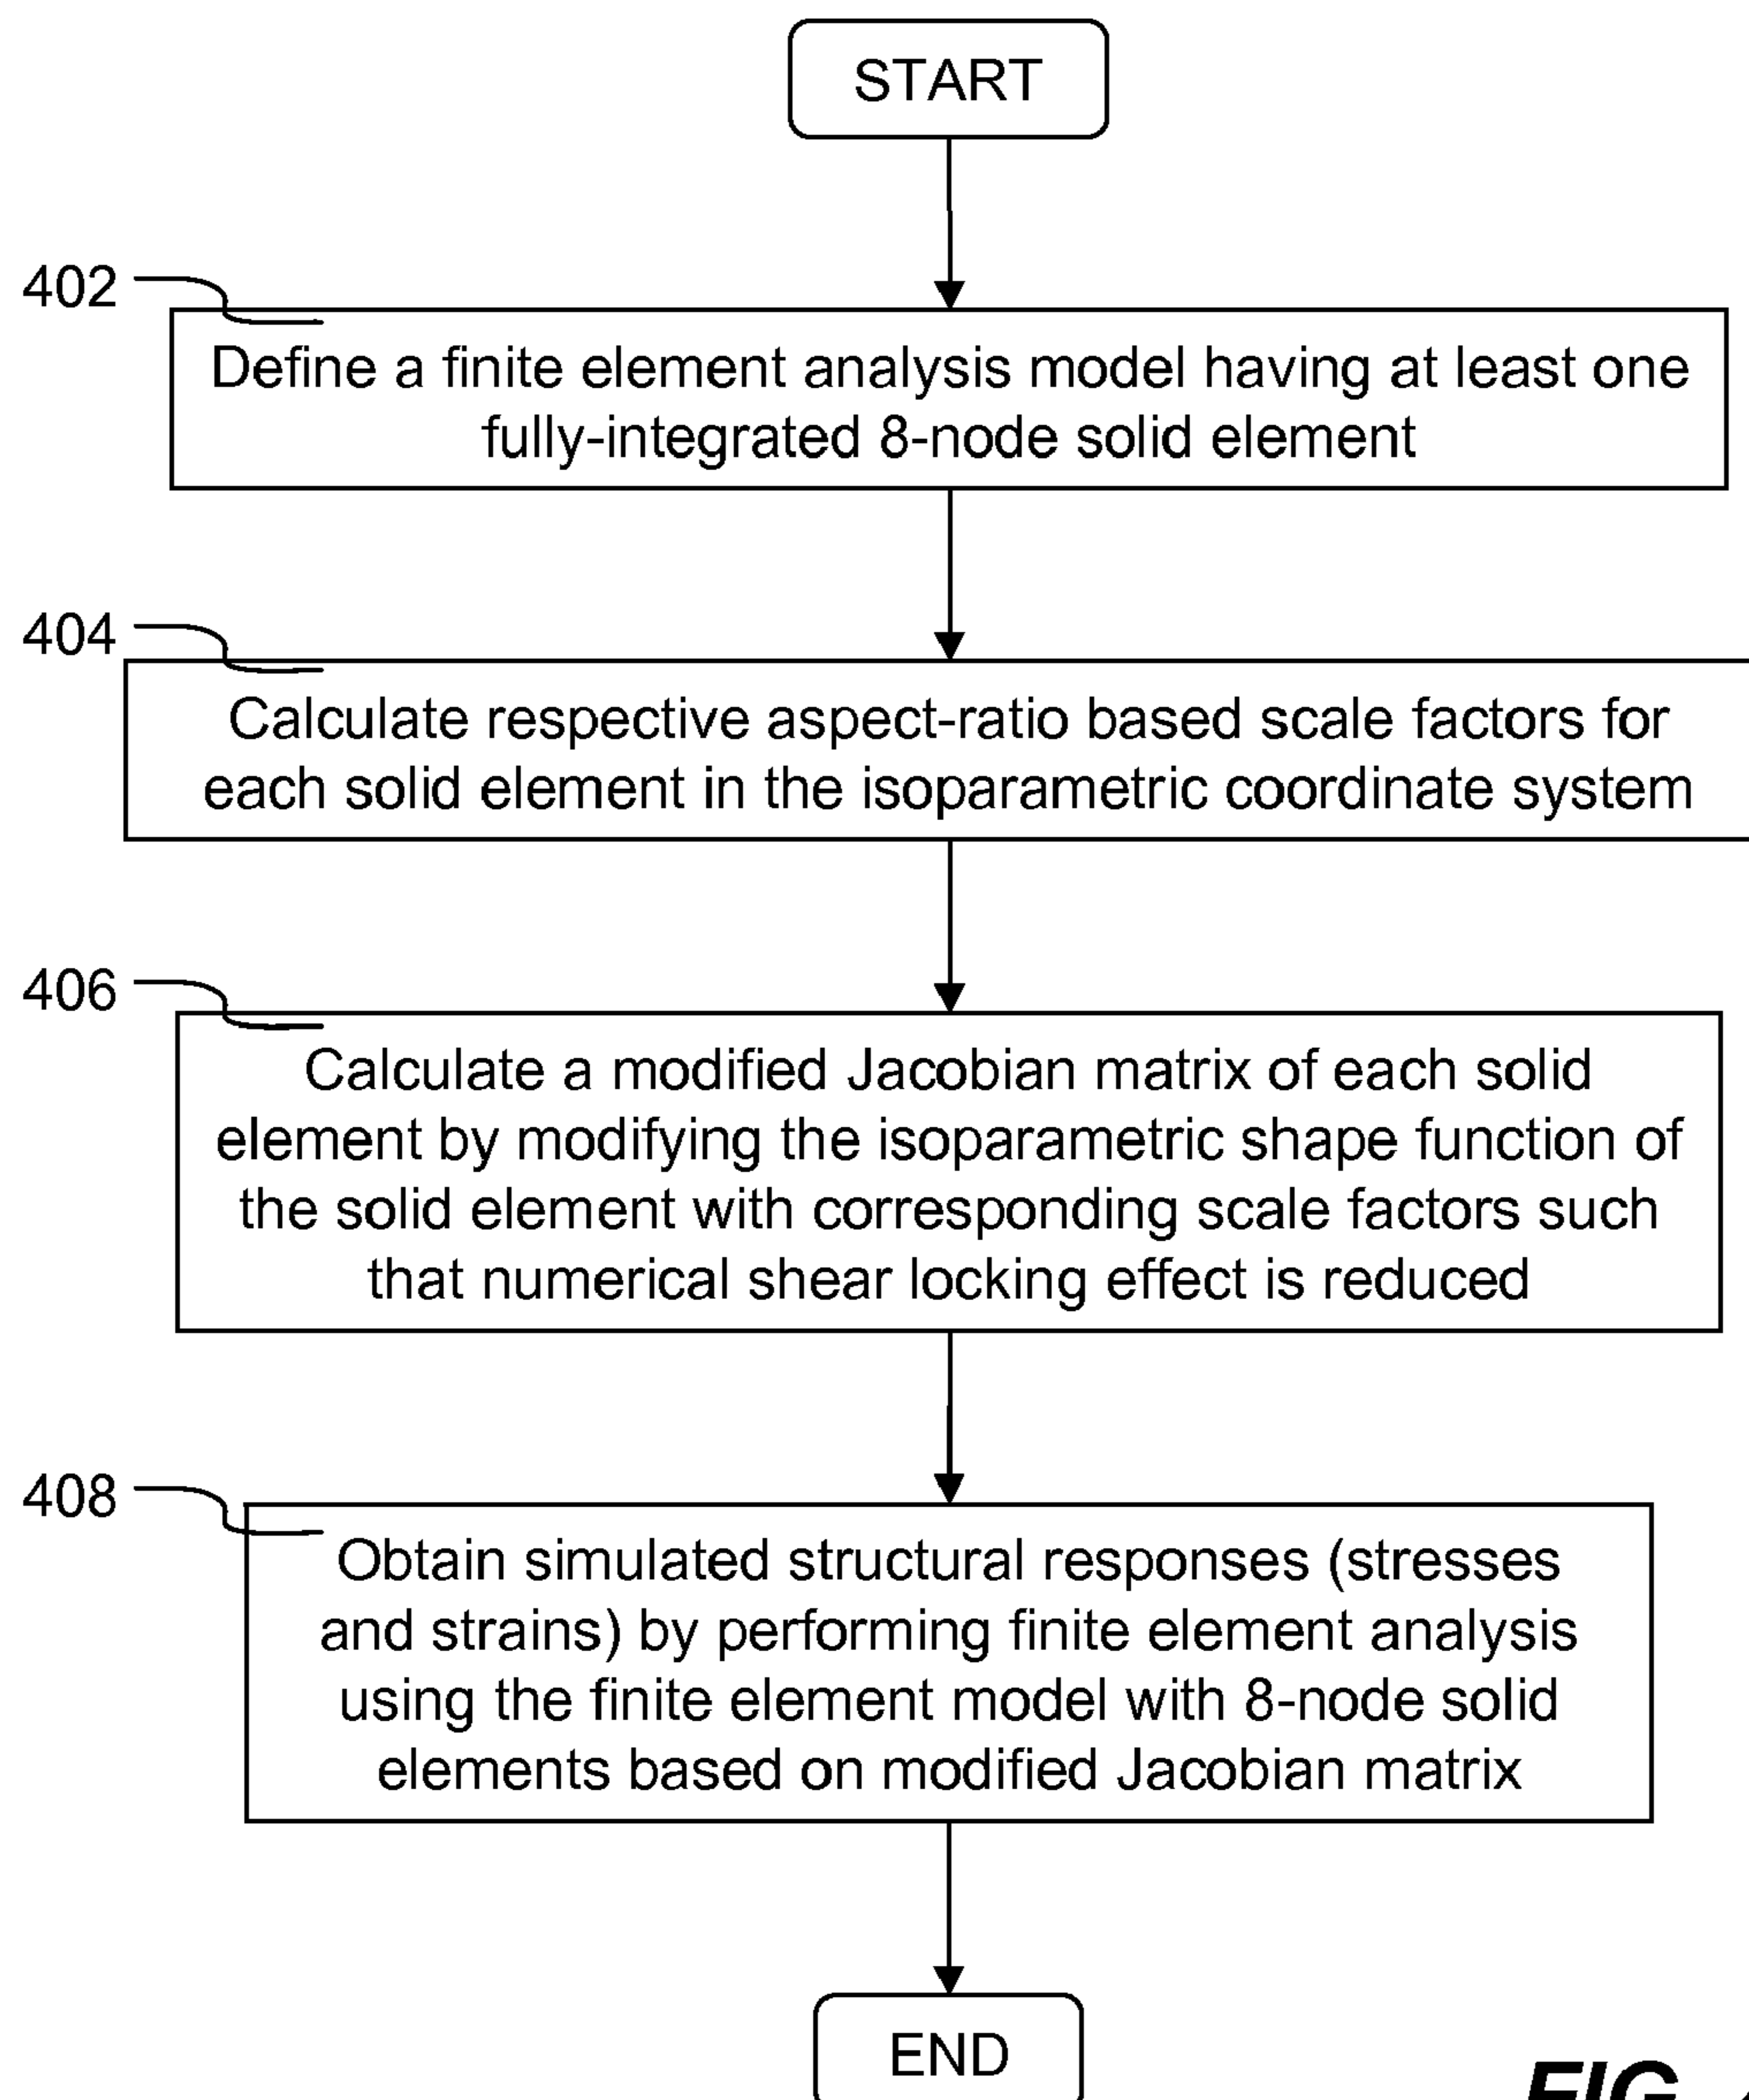 START
402
Define a finite element analysis model having at least one
fully-integrated 8-node solid element
404
Calculate respective aspect-ratio based scale factors for
each solid element in the isoparametric coordinate system
406
Calculate a modified Jacobian matrix of each solid
element by modifying the isoparametric shape function of
the solid element with corresponding scale factors such
that numerical shear locking effect is reduced
408
Obtain simulated structural responses (stresses
and strains) by performing finite element analysis
using the finite element model with 8-node solid
elements based on modified Jacobian matrix
END
FIG.